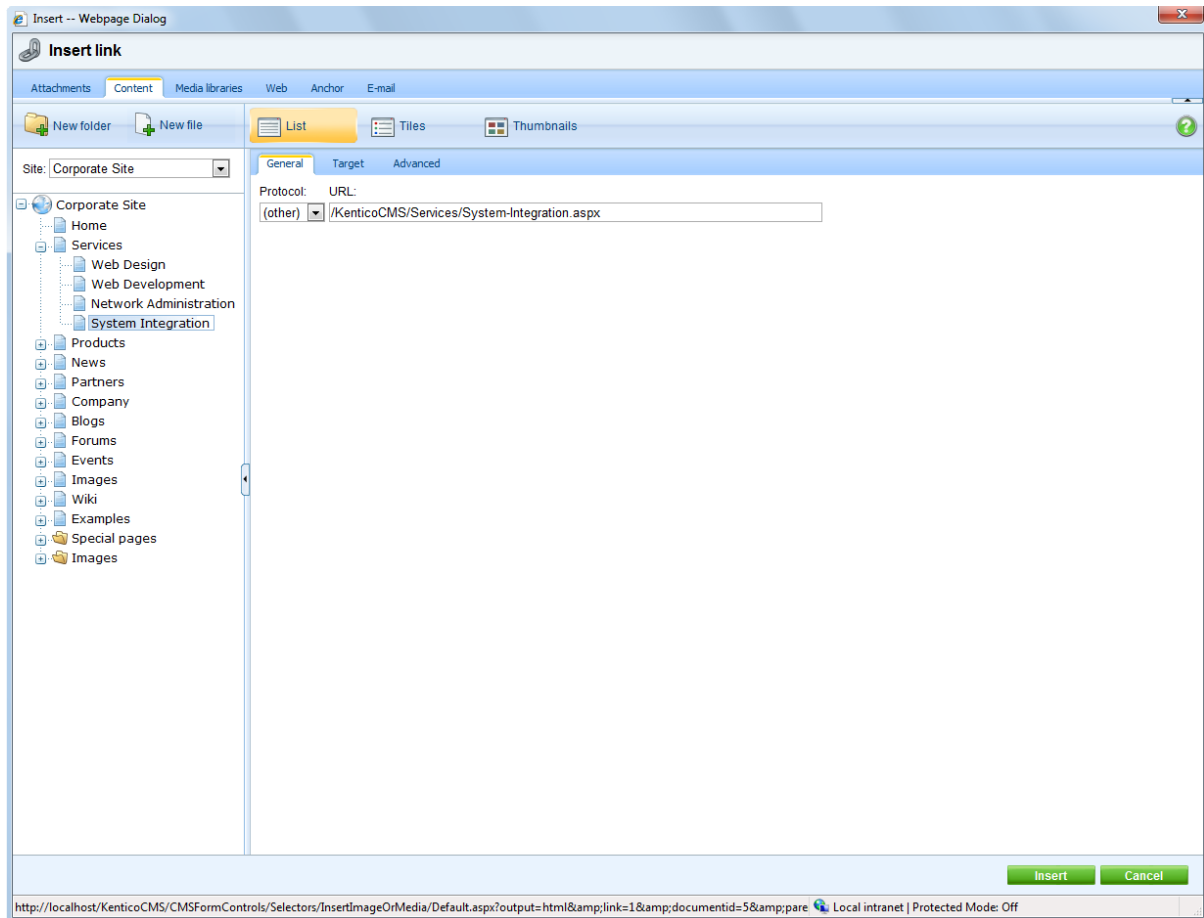 Insert -- Webpage Dialog
x
Insert link
Attachments Content Media libraries Web Anchor E-mail
New folder New file List Tiles Thumbnails ?
Site: Corporate Site
General Target Advanced
Protocol: URL:
(other) /KenticoCMS/Services/System-Integration.aspx
Corporate Site
Home
Services
Web Design
Web Development
Network Administration
System Integration
Products
News
Partners
Company
Blogs
Forums
Events
Images
Wiki
Examples
Special pages
Images
Insert Cancel
http://localhost/KenticoCMS/CMSFormControls/Selectors/InsertImageOrMedia/Default.aspx?output=html&amp;link=1&amp;documentid=5&amp;pare Local intranet | Protected Mode: Off